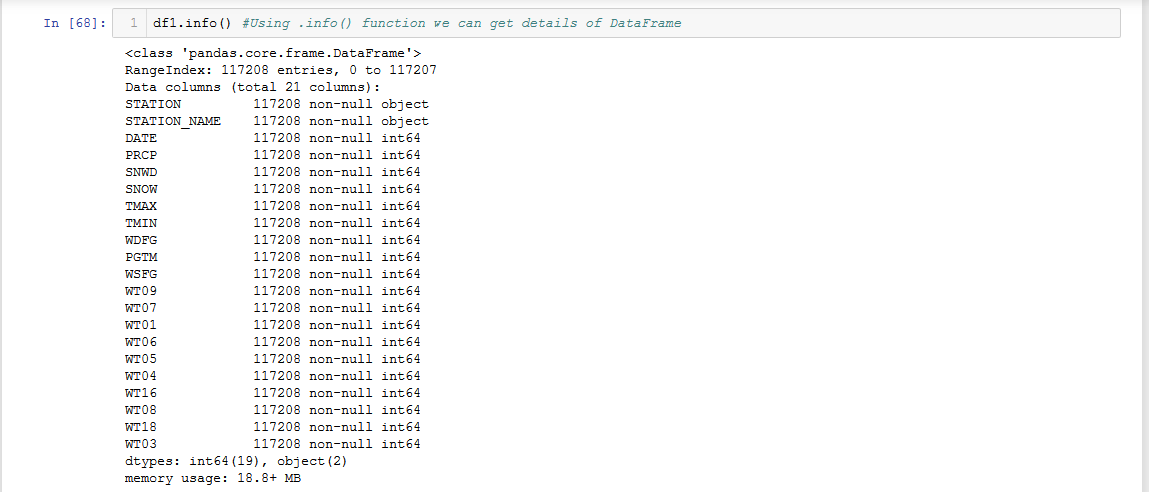 In [68]: 1 df1.info() #Using .info() function we can get details of DataFrame
<class 'pandas.core.frame.DataFrame'>
RangeIndex: 117208 entries, 0 to 117207
Data columns (total 21 columns):
STATION         117208 non-null object
STATION_NAME    117208 non-null object
DATE            117208 non-null int64
PRCP            117208 non-null int64
SNWD            117208 non-null int64
SNOW            117208 non-null int64
TMAX            117208 non-null int64
TMIN            117208 non-null int64
WDFG            117208 non-null int64
PGTM            117208 non-null int64
WSFG            117208 non-null int64
WT09            117208 non-null int64
WT07            117208 non-null int64
WT01            117208 non-null int64
WT06            117208 non-null int64
WT05            117208 non-null int64
WT04            117208 non-null int64
WT16            117208 non-null int64
WT08            117208 non-null int64
WT18            117208 non-null int64
WT03            117208 non-null int64
dtypes: int64(19), object(2)
memory usage: 18.8+ MB